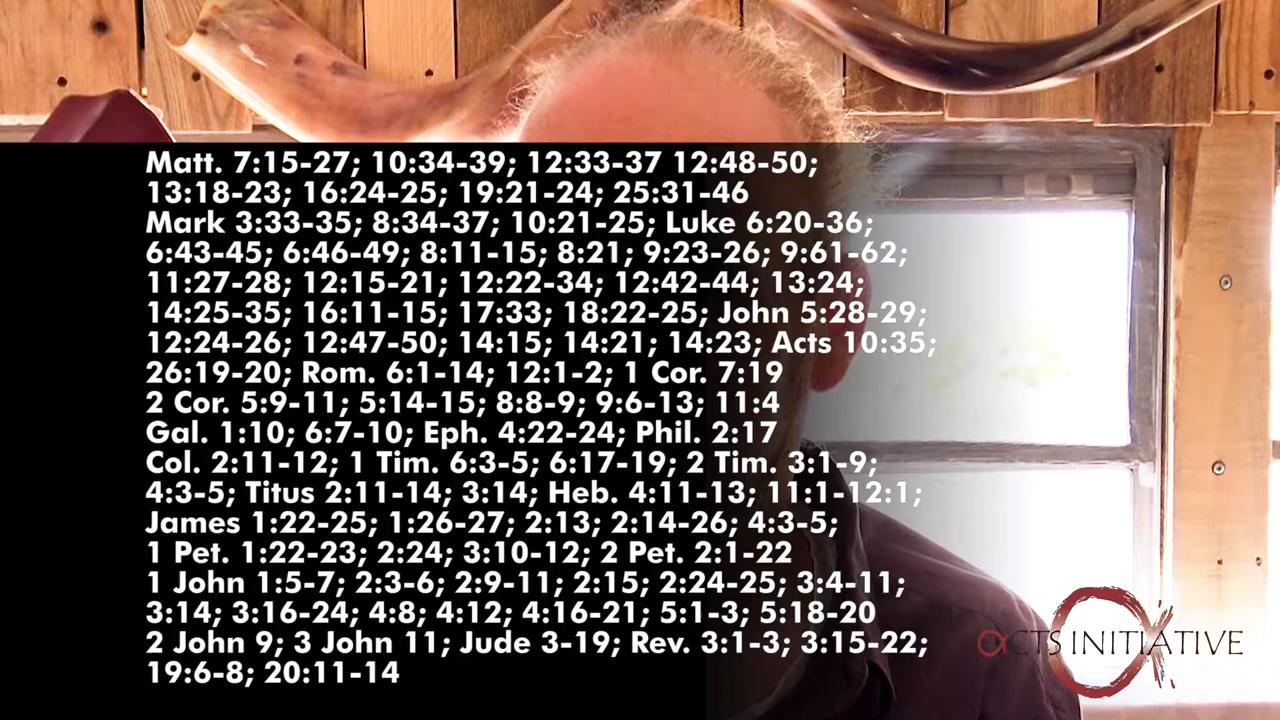 Matt. 7:15-27; 10:34-39; 12:33-37 12:48-50;
13:18-23; 16:24-25; 19:21-24; 25:31-46
Mark 3:33-35; 8:34-37; 10:21-25; Luke 6:20-36;
6:43-45; 6:46-49; 8:11-15; 8:21; 9:23-26; 9:61-62;
11:27-28; 12:15-21; 12:22-34; 12:42-44; 13:24;
14:25-35; 16:11-15; 17:33; 18:22-25; John 5:28-29;
12:24-26; 12:47-50; 14:15; 14:21; 14:23; Acts 10:35;
26:19-20; Rom. 6:1-14; 12:1-2; 1 Cor. 7:19
2 Cor. 5:9-11; 5:14-15; 8:8-9; 9:6-13; 11:4
Gal. 1:10; 6:7-10; Eph. 4:22-24; Phil. 2:17
Col. 2:11-12; 1 Tim. 6:3-5; 6:17-19; 2 Tim. 3:1-9;
4:3-5; Titus 2:11-14; 3:14; Heb. 4:11-13; 11:1-12:1;
James 1:22-25; 1:26-27; 2:13; 2:14-26; 4:3-5;
1 Pet. 1:22-23; 2:24; 3:10-12; 2 Pet. 2:1-22
1 John 1:5-7; 2:3-6; 2:9-11; 2:15; 2:24-25; 3:4-11;
3:14; 3:16-24; 4:8; 4:12; 4:16-21; 5:1-3; 5:18-20
2 John 9; 3 John 11; Jude 3-19; Rev. 3:1-3; 3:15-22;
19:6-8; 20:11-14
αCTS INITIATIVE